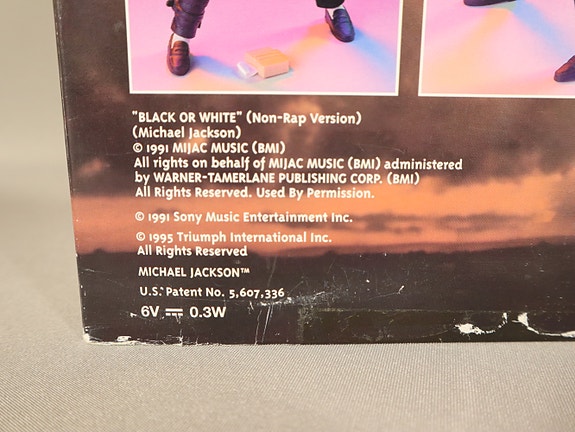 "BLACK OR WHITE" (Non-Rap Version)
(Michael Jackson)
© 1991 MIJAC MUSIC (BMI)
All rights on behalf of MIJAC MUSIC (BMI) administered
by WARNER-TAMERLANE PUBLISHING CORP. (BMI)
All Rights Reserved. Used By Permission.
© 1991 Sony Music Entertainment Inc.
© 1995 Triumph International Inc.
All Rights Reserved
MICHAEL JACKSON™
U.S. Patent No. 5,607,336
6V ⎓ 0.3W